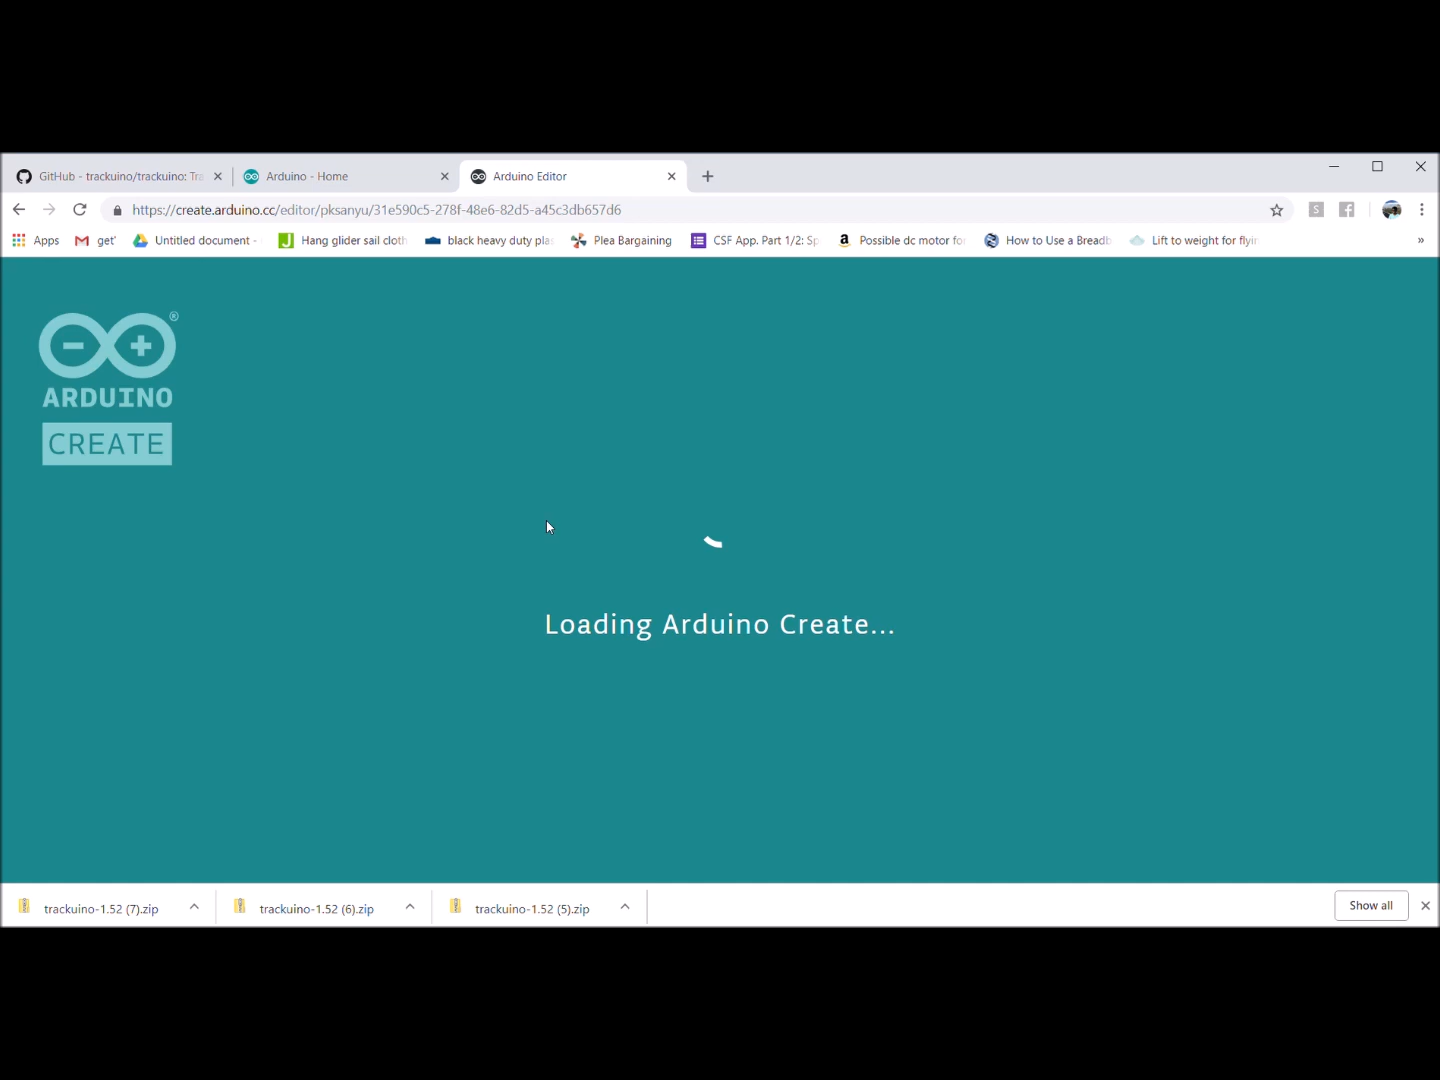 GitHub - trackuino/trackuino: Tra
Arduino - Home
Arduino Editor
https://create.arduino.cc/editor/pksanyu/31e590c5-278f-48e6-82d5-a45c3db657d6
Apps
get'
Untitled document -
Hang glider sail cloth
black heavy duty plas
Plea Bargaining
CSF App. Part 1/2: Sp
Possible dc motor for
How to Use a Breadb
Lift to weight for flyin
»
ARDUINO
CREATE
Loading Arduino Create...
trackuino-1.52 (7).zip
trackuino-1.52 (6).zip
trackuino-1.52 (5).zip
Show all